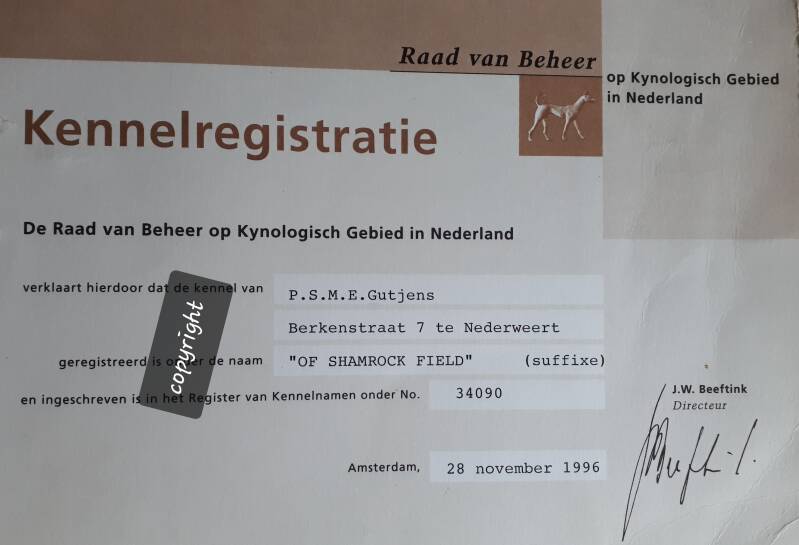 Raad van Beheer
op Kynologisch Gebied
in Nederland
Kennelregistratie
De Raad van Beheer op Kynologisch Gebied in Nederland
verklaart hierdoor dat de kennel van P.S.M.E.Gutjens
Berkenstraat 7 te Nederweert
geregistreerd is onder de naam "OF SHAMROCK FIELD" (suffixe)
en ingeschreven is in het Register van Kennelnamen onder No. 34090
copyright
J.W. Beeftink
Directeur
Amsterdam, 28 november 1996